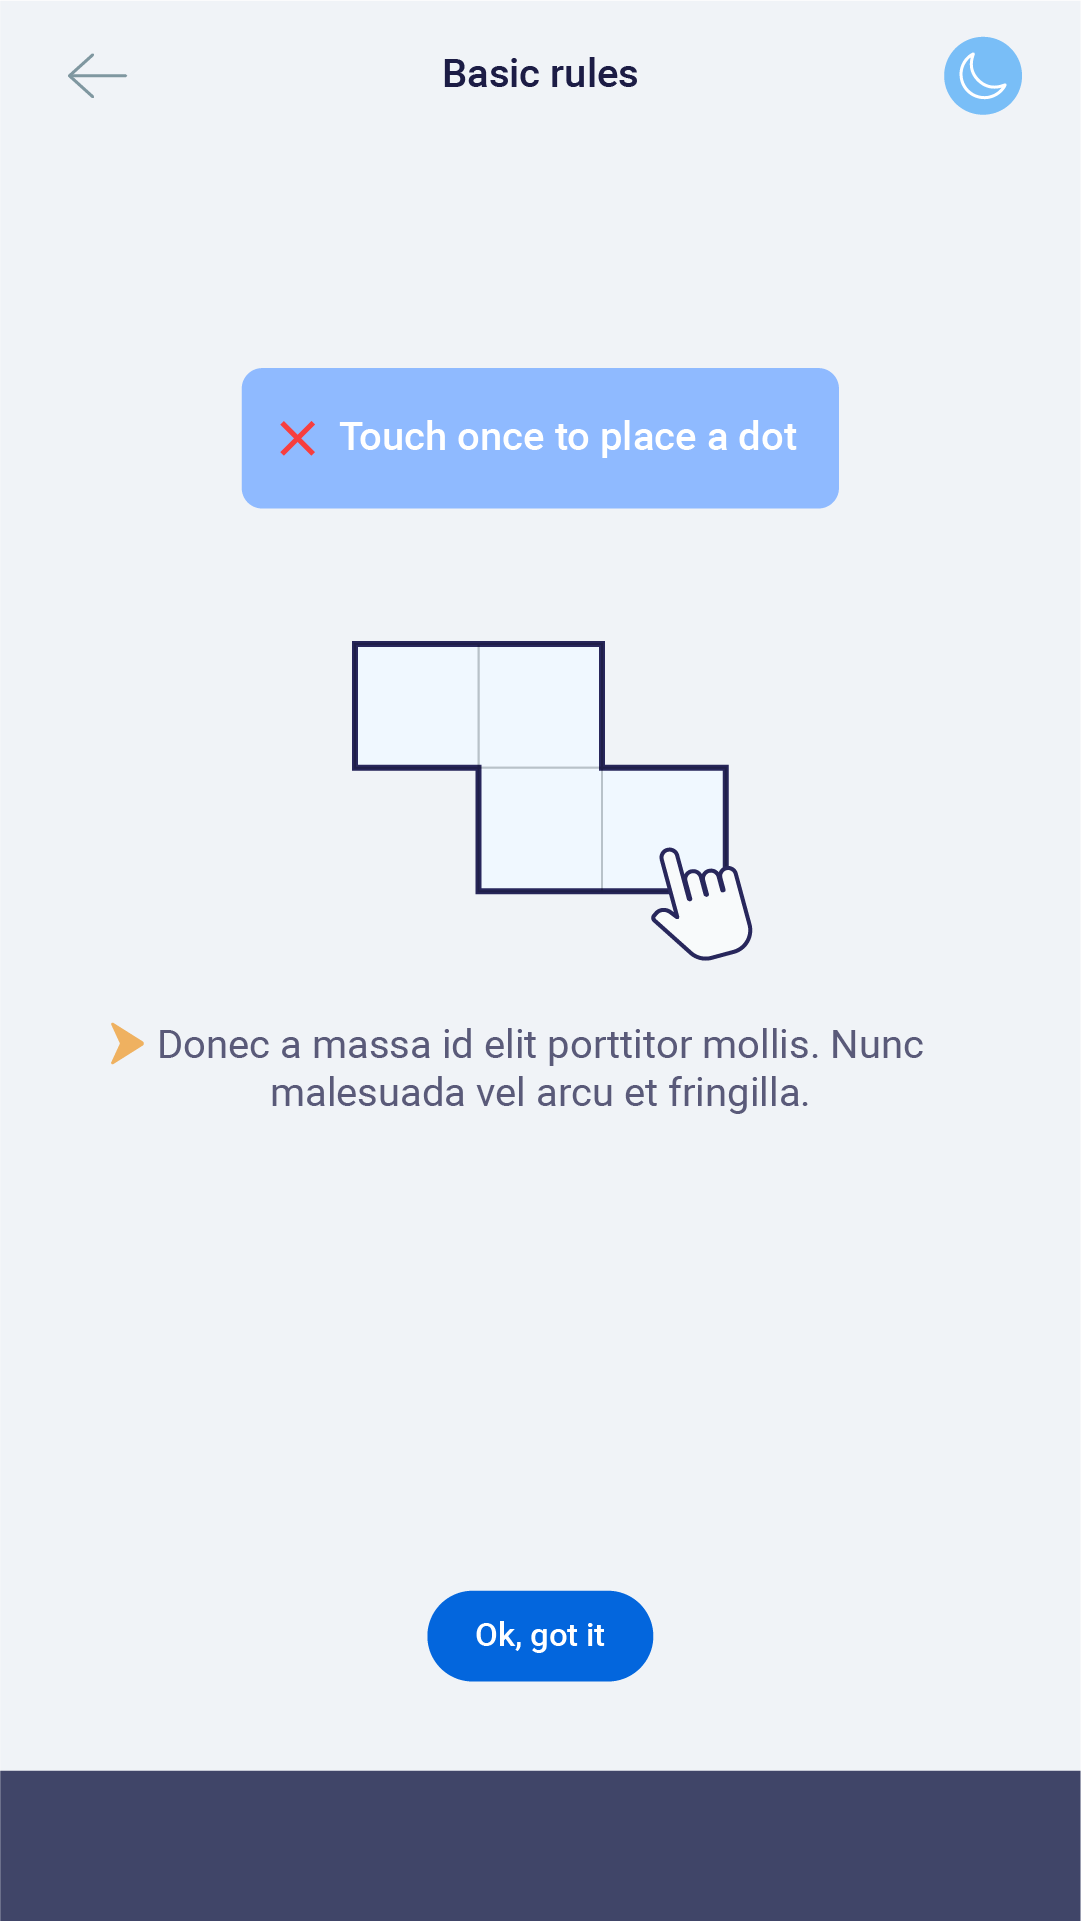 Basic rules
Touch once to place a dot
Donec a massa id elit porttitor mollis. Nunc
malesuada vel arcu et fringilla.
Ok, got it